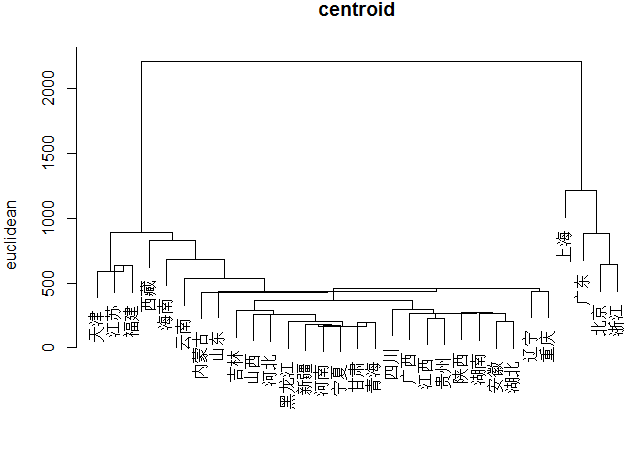 centroid
euclidean
2000
1500
1000
500
0
天津
江苏
福建
西藏
海南
云南
内蒙古
山东
吉林
山西
河北
黑龙江
新疆
河南
宁夏
甘肃
青海
四川
广西
江西
贵州
陕西
湖南
安徽
湖北
辽宁
重庆
上海
广东
北京
浙江